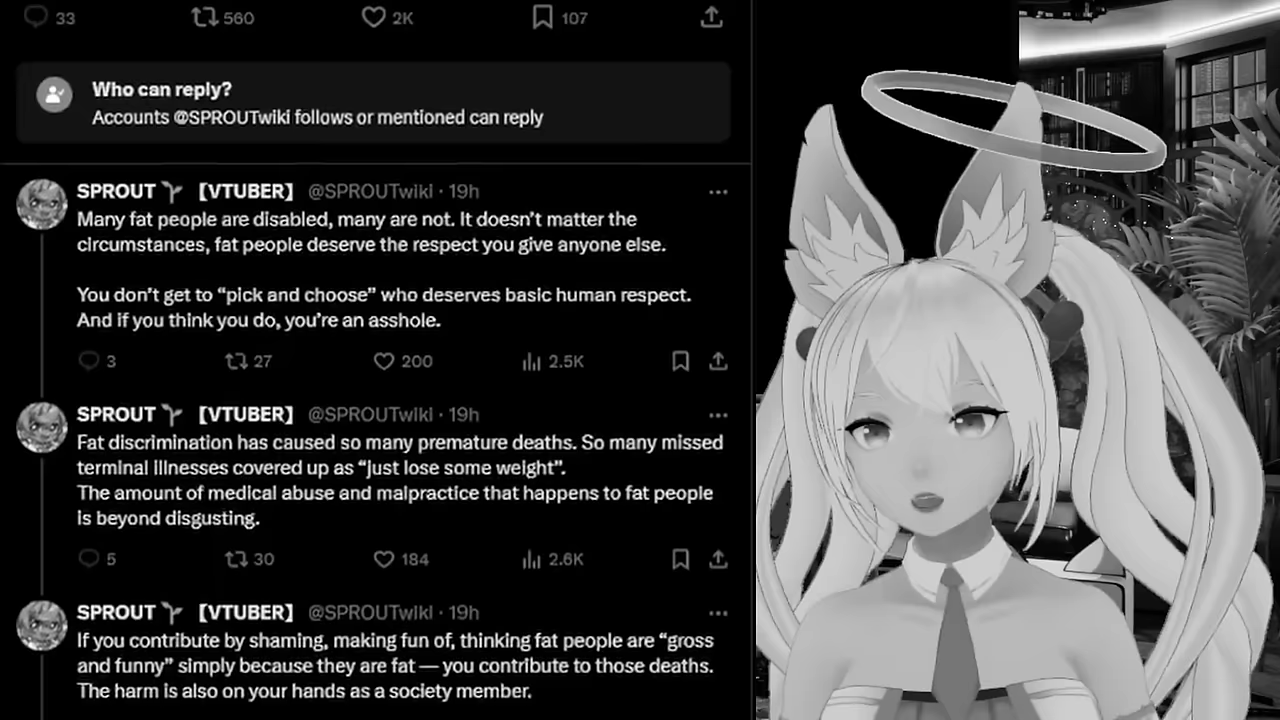 33 560 2K 107
Who can reply?
Accounts @SPROUTwiki follows or mentioned can reply
SPROUT 【VTUBER】 @SPROUTwiki · 19h
Many fat people are disabled, many are not. It doesn't matter the
circumstances, fat people deserve the respect you give anyone else.
You don't get to “pick and choose” who deserves basic human respect.
And if you think you do, you're an asshole.
3 27 200 2.5K
SPROUT 【VTUBER】 @SPROUTwiki · 19h
Fat discrimination has caused so many premature deaths. So many missed
terminal illnesses covered up as “just lose some weight”.
The amount of medical abuse and malpractice that happens to fat people
is beyond disgusting.
5 30 184 2.6K
SPROUT 【VTUBER】 @SPROUTwiki · 19h
If you contribute by shaming, making fun of, thinking fat people are “gross
and funny” simply because they are fat — you contribute to those deaths.
The harm is also on your hands as a society member.